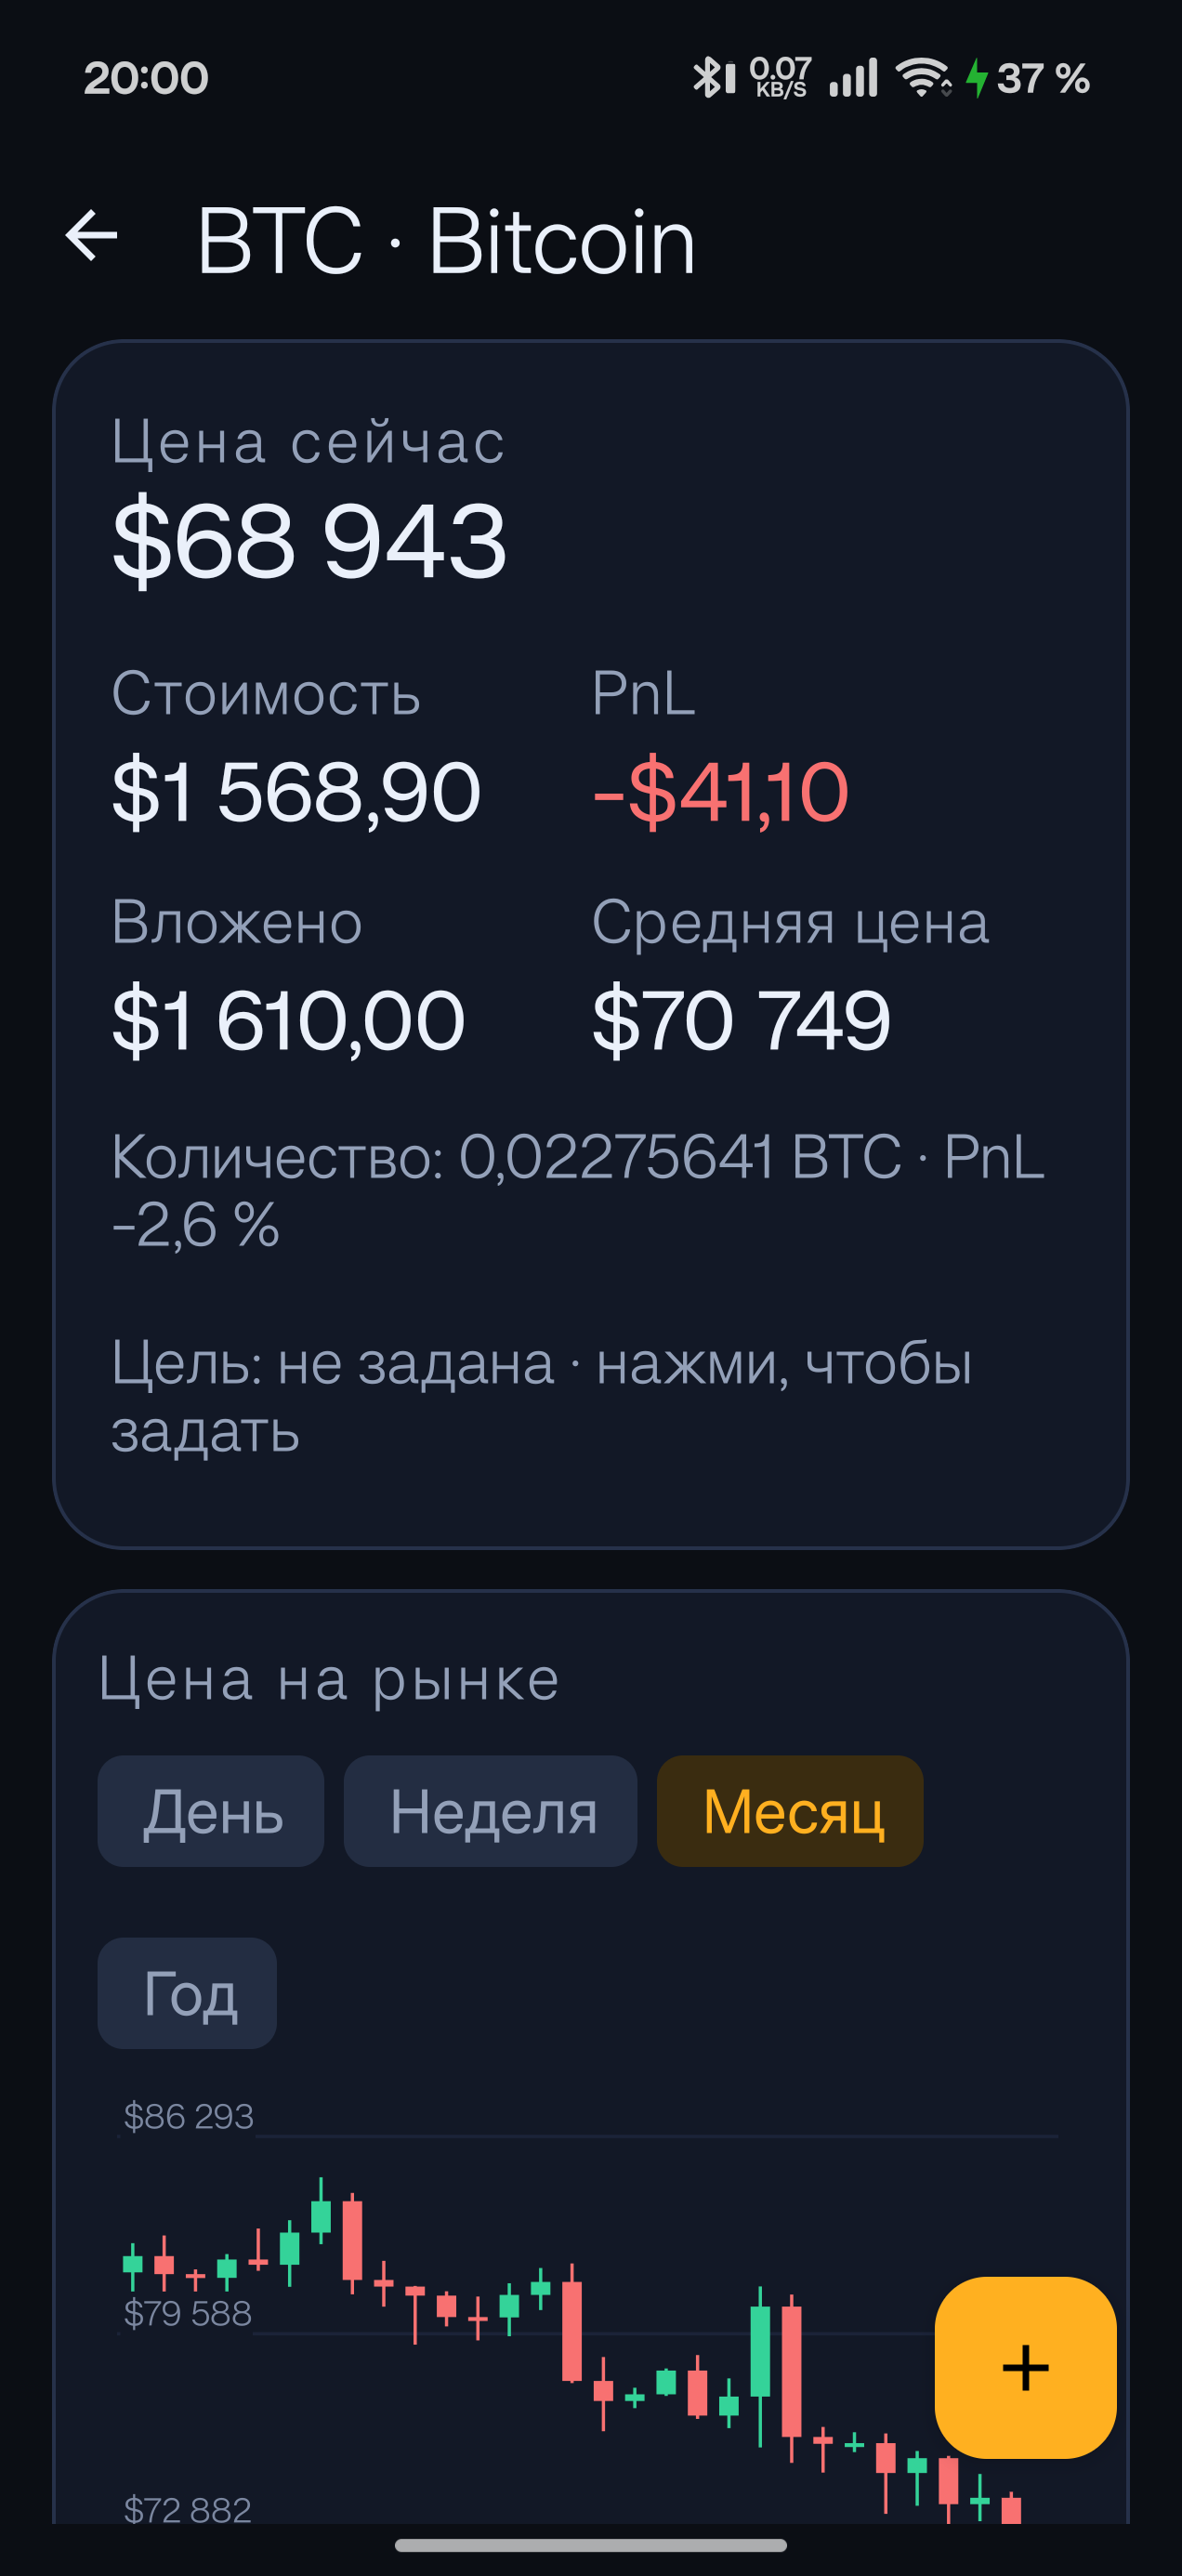 20:00
0.07
KB/S
37 %
BTC · Bitcoin
Цена сейчас
$68 943
Стоимость
PnL
$1 568,90
-$41,10
Вложено
Средняя цена
$1 610,00
$70 749
Количество: 0,02275641 BTC · PnL
-2,6 %
Цель: не задана · нажми, чтобы
задать
Цена на рынке
День
Неделя
Месяц
Год
$86 293
$79 588
$72 882